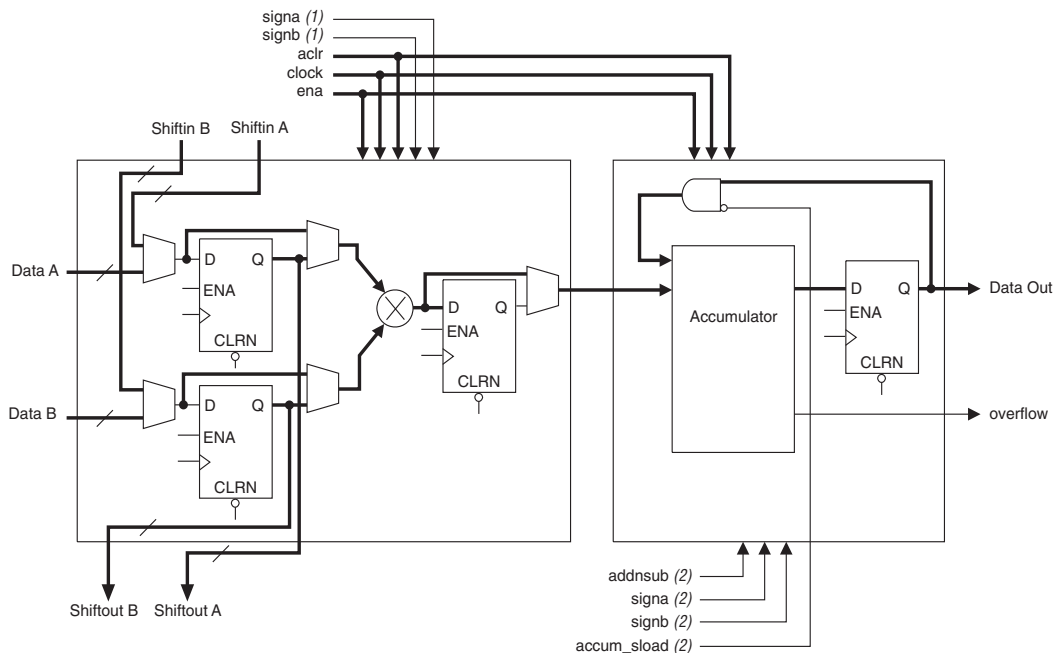 signa (1)
signb (1)
aclr
clock
ena
Shiftin B
Shiftin A
Data A
D Q
ENA
CLRN
Data B
D Q
ENA
CLRN
D Q
ENA
CLRN
Accumulator
D Q
ENA
CLRN
Data Out
overflow
Shiftout B
Shiftout A
addnsub (2)
signa (2)
signb (2)
accum_sload (2)